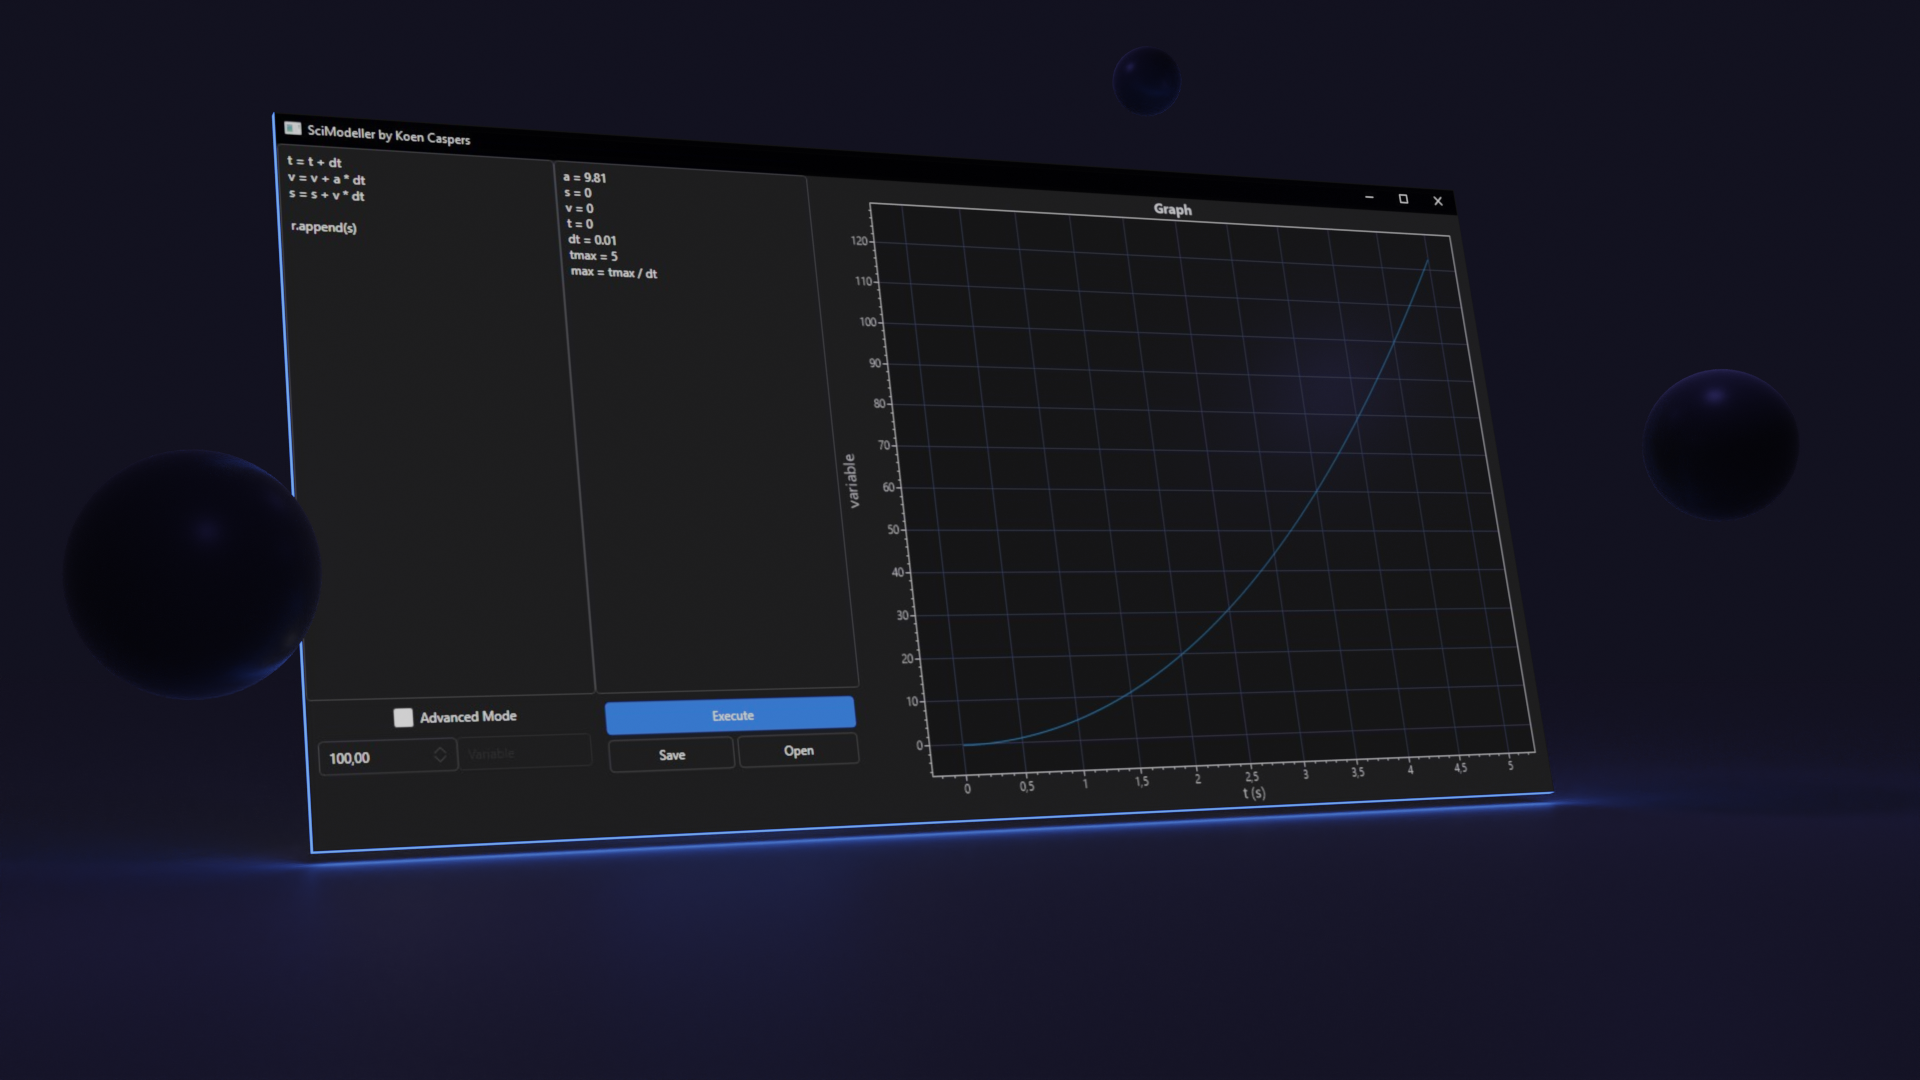 SciModeller by Koen Caspers
t = t + dt
v = v + a * dt
s = s + v * dt
r.append(s)
a = 9.81
s = 0
v = 0
t = 0
dt = 0.01
tmax = 5
max = tmax / dt
Graph
120
110
100
90
80
70
60
50
40
30
20
10
0
variable
0
0,5
1
1,5
2
2,5
3
3,5
4
4,5
5
t (s)
Advanced Mode
Execute
100,00
Variable
Save
Open